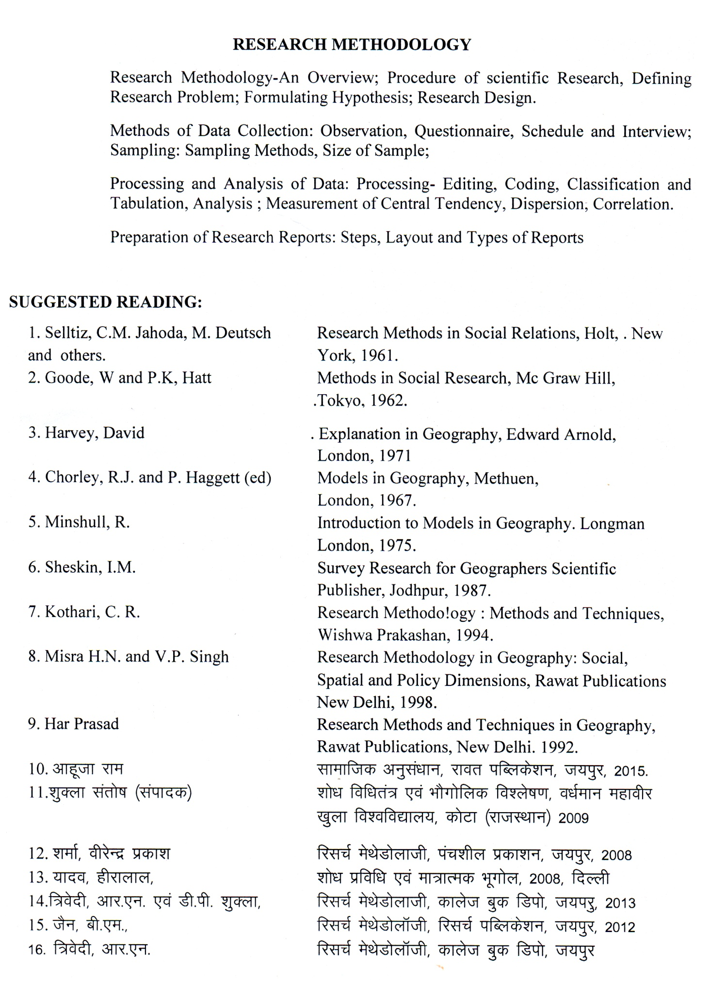 RESEARCH METHODOLOGY
Research Methodology-An Overview; Procedure of scientific Research, Defining
Research Problem; Formulating Hypothesis; Research Design.
Methods of Data Collection: Observation, Questionnaire, Schedule and Interview;
Sampling: Sampling Methods, Size of Sample;
Processing and Analysis of Data: Processing- Editing, Coding, Classification and
Tabulation, Analysis ; Measurement of Central Tendency, Dispersion; Correlation.
Preparation of Research Reports: Steps, Layout and Types of Reports
SUGGESTED READING:
1. Selltiz, C.M. Jahoda, M. Deutsch Research Methods in Social Relations, Holt, . New
and others. York, 1961.
2. Goode, W and P.K, Hatt Methods in Social Research, Mc Graw Hill,
.Tokyo, 1962.
3. Harvey, David . Explanation in Geography, Edward Arnold,
London, 1971
4. Chorley, R.J. and P. Haggett (ed) Models in Geography, Methuen,
London, 1967.
5. Minshull, R. Introduction to Models in Geography. Longman
London, 1975.
6. Sheskin, I.M. Survey Research for Geographers Scientific
Publisher, Jodhpur, 1987.
7. Kothari, C. R. Research Methodo!ogy : Methods and Techniques,
Wishwa Prakashan, 1994.
8. Misra H.N. and V.P. Singh Research Methodology in Geography: Social,
Spatial and Policy Dimensions, Rawat Publications
New Delhi, 1998.
9. Har Prasad Research Methods and Techniques in Geography,
Rawat Publications, New Delhi. 1992.
10. आहूजा राम सामाजिक अनुसंधान, रावत पब्लिकेशन, जयपुर, 2015.
11.शुक्ला संतोष (संपादक) शोध विधितंत्र एवं भौगोलिक विश्लेषण, वर्धमान महावीर
खुला विश्वविद्यालय, कोटा (राजस्थान) 2009
12. शर्मा, वीरेन्द्र प्रकाश रिसर्च मेथेडोलाजी, पंचशील प्रकाशन, जयपुर, 2008
13. यादव, हीरालाल, शोध प्रविधि एवं मात्रात्मक भूगोल, 2008, दिल्ली
14.त्रिवेदी, आर.एन. एवं डी.पी. शुक्ला, रिसर्च मेथेडोलाजी, कालेज बुक डिपो, जयपरु, 2013
15. जैन, बी.एम., रिसर्च मेथेडोलॉजी, रिसर्च पब्लिकेशन, जयपुर, 2012
16. त्रिवेदी, आर.एन. रिसर्च मेथेडोलॉजी, कालेज बुक डिपो, जयपुर